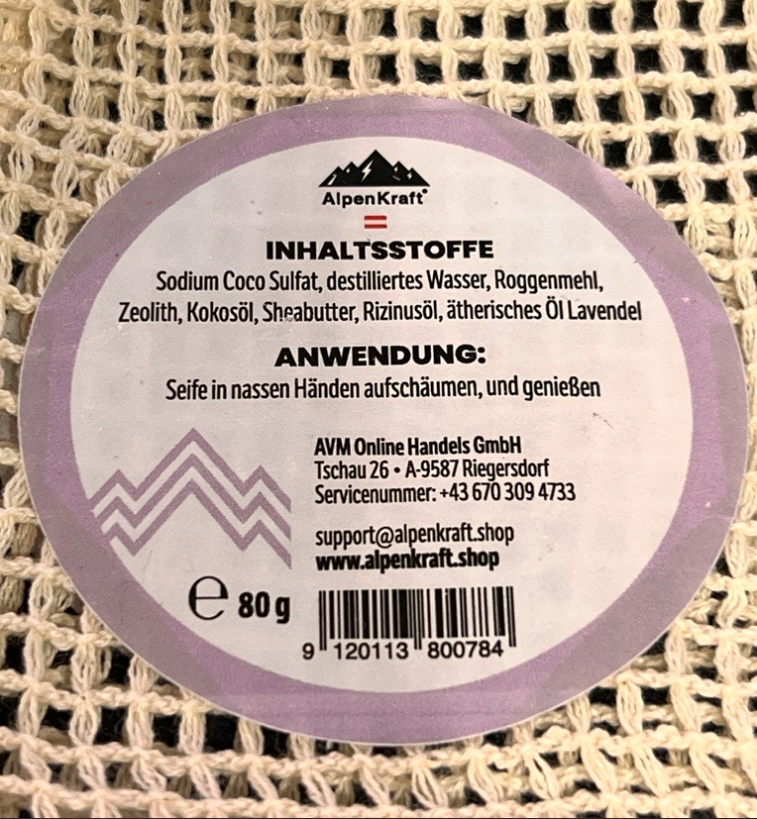 AlpenKraft®
INHALTSSTOFFE
Sodium Coco Sulfat, destilliertes Wasser, Roggenmehl,
Zeolith, Kokosöl, Sheabutter, Rizinusöl, ätherisches Öl Lavendel
ANWENDUNG:
Seife in nassen Händen aufschäumen, und genießen
AVM Online Handels GmbH
Tschau 26 • A-9587 Riegersdorf
Servicenummer: +43 670 309 4733
support@alpenkraft.shop
www.alpenkraft.shop
℮ 80 g
9 120113 800784